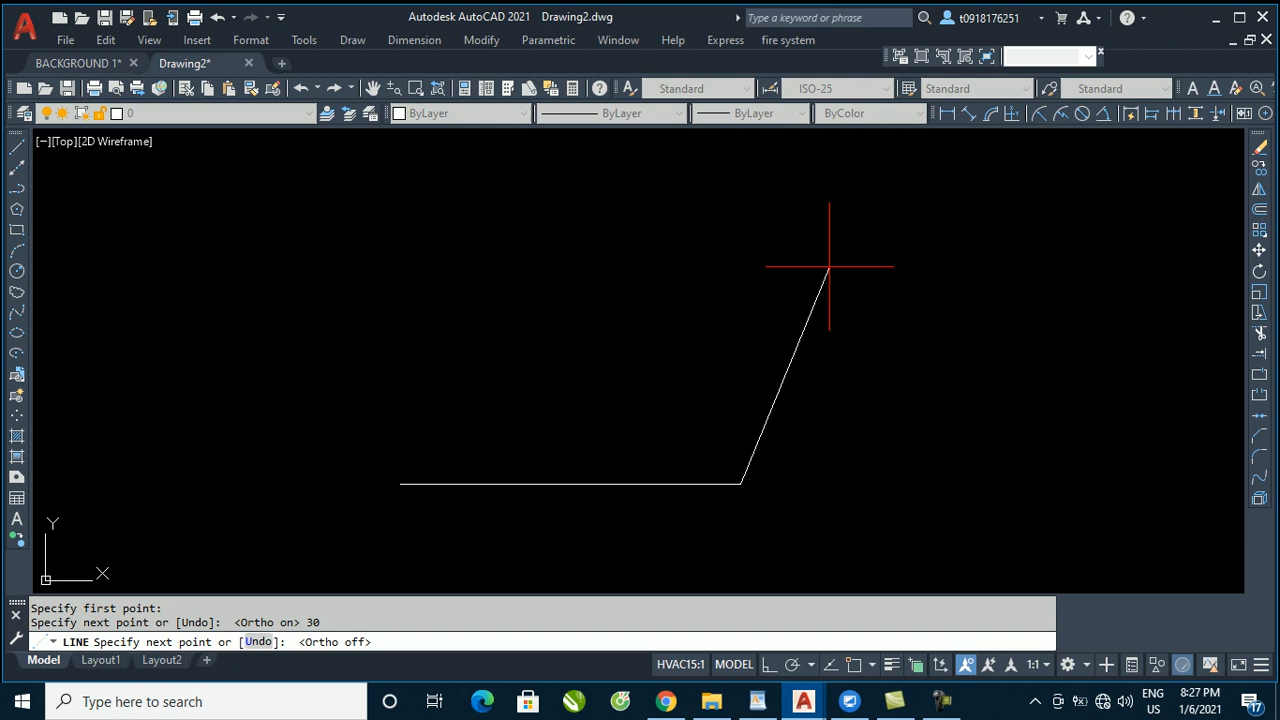 Autodesk AutoCAD 2021 Drawing2.dwg
Type a keyword or phrase
t0918176251
File Edit View Insert Format Tools Draw Dimension Modify Parametric Window Help Express fire system
BACKGROUND 1* Drawing2*
Standard ISO-25 Standard Standard
0 ByLayer ByLayer ByLayer ByColor
[−][Top][2D Wireframe]
Y
X
Specify first point:
Specify next point or [Undo]: <Ortho on> 30
LINE Specify next point or [Undo]: <Ortho off>
Model Layout1 Layout2 +
HVAC15:1 MODEL 1:1
Type here to search
ENG
US
8:27 PM
1/6/2021
17